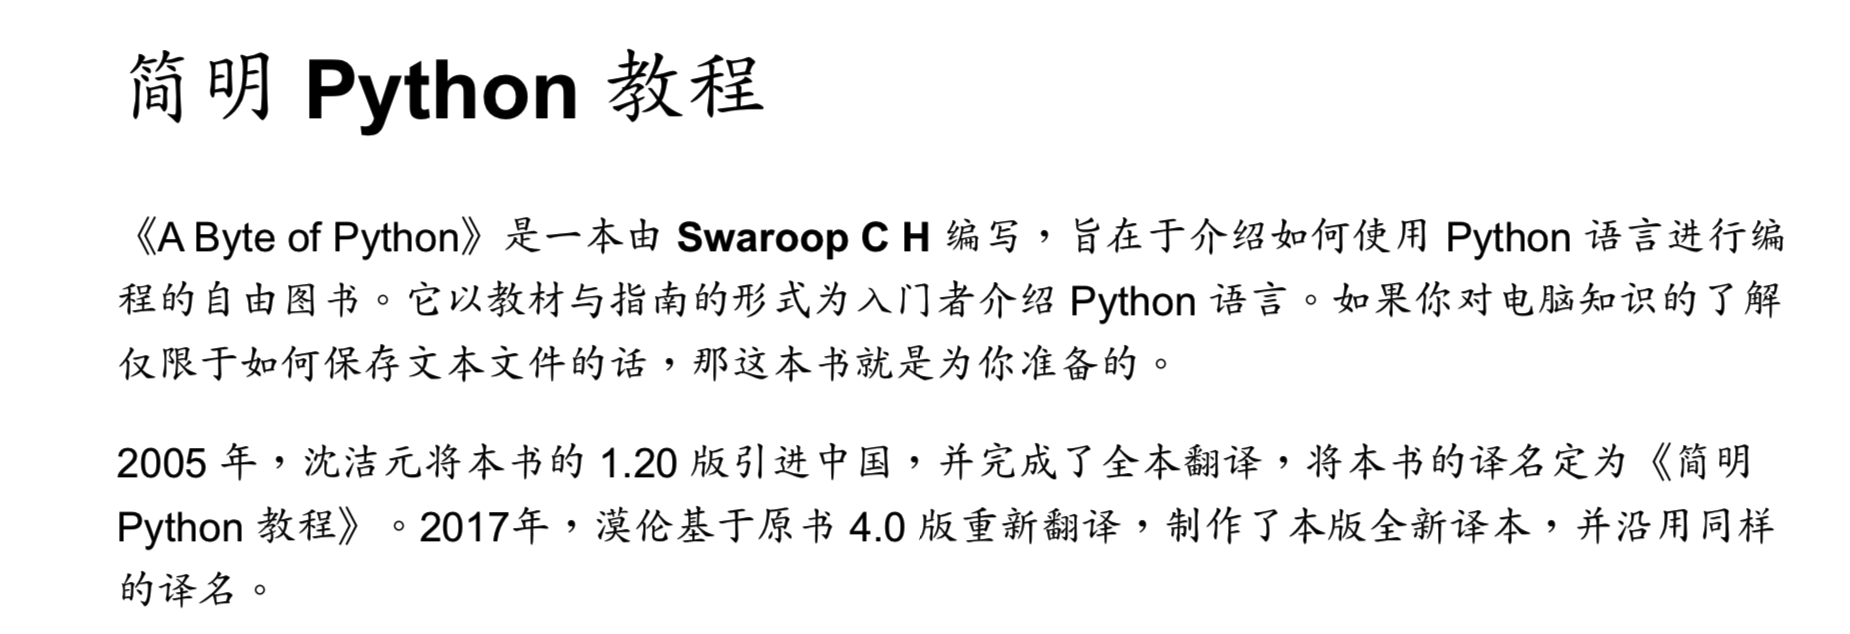 简明 Python 教程
《A Byte of Python》是一本由 Swaroop C H 编写，旨在于介绍如何使用 Python 语言进行编
程的自由图书。它以教材与指南的形式为入门者介绍 Python 语言。如果你对电脑知识的了解
仅限于如何保存文本文件的话，那这本书就是为你准备的。
2005 年，沈洁元将本书的 1.20 版引进中国，并完成了全本翻译，将本书的译名定为《简明
Python 教程》。2017年，漠伦基于原书 4.0 版重新翻译，制作了本版全新译本，并沿用同样
的译名。